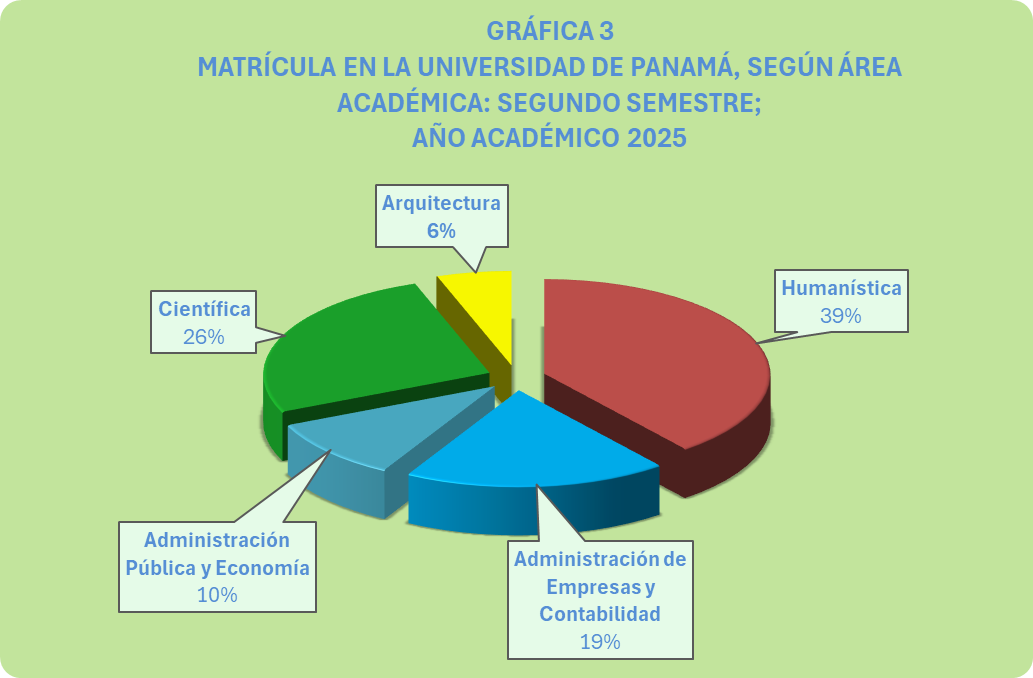 GRÁFICA 3
MATRÍCULA EN LA UNIVERSIDAD DE PANAMÁ, SEGÚN ÁREA
ACADÉMICA: SEGUNDO SEMESTRE;
AÑO ACADÉMICO 2025
Arquitectura
6%
Humanística
39%
Científica
26%
Administración
Pública y Economía
10%
Administración de
Empresas y
Contabilidad
19%